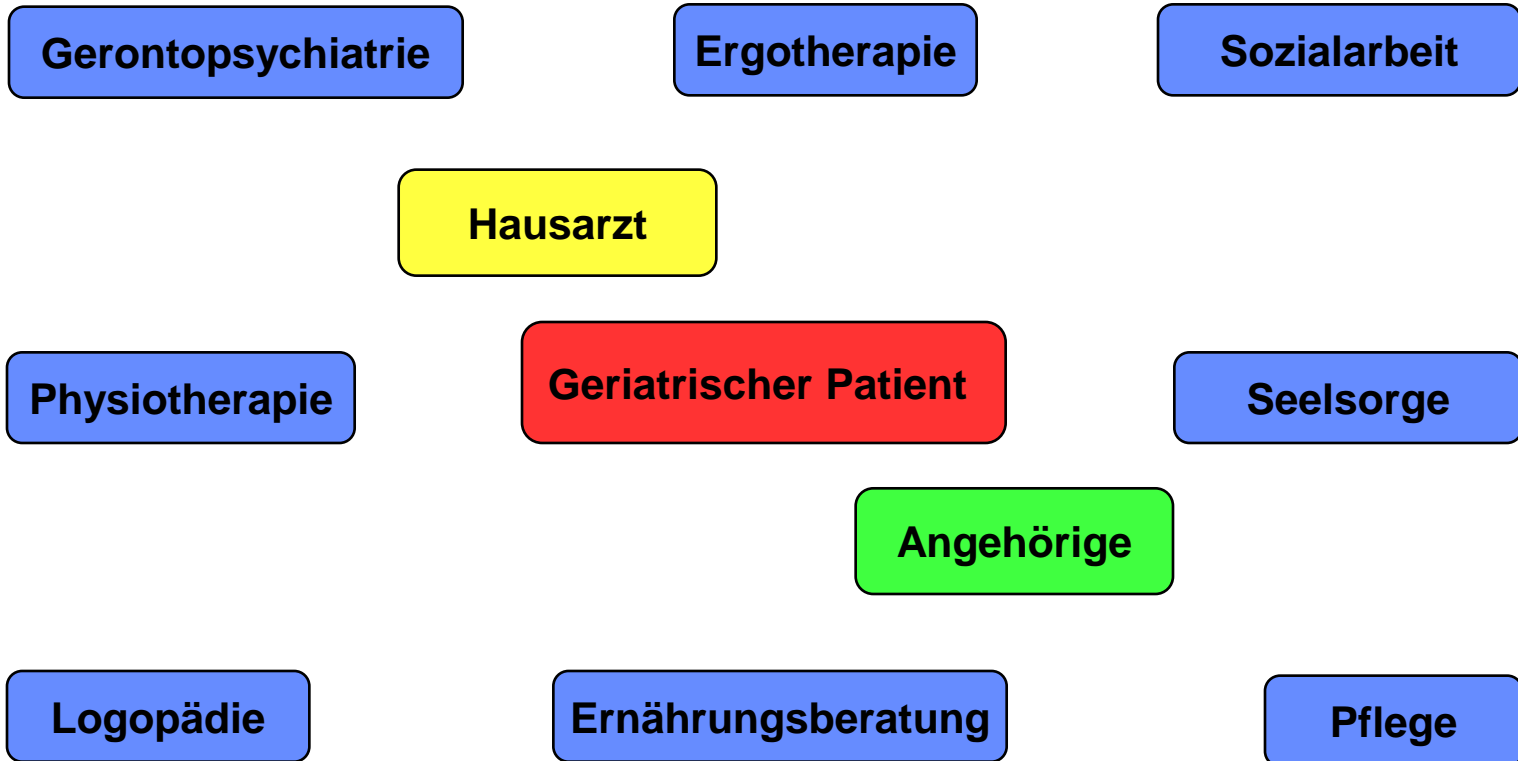 Gerontopsychiatrie
Ergotherapie
Sozialarbeit
Hausarzt
Geriatrischer Patient
Physiotherapie
Seelsorge
Angehörige
Logopädie
Ernährungsberatung
Pflege